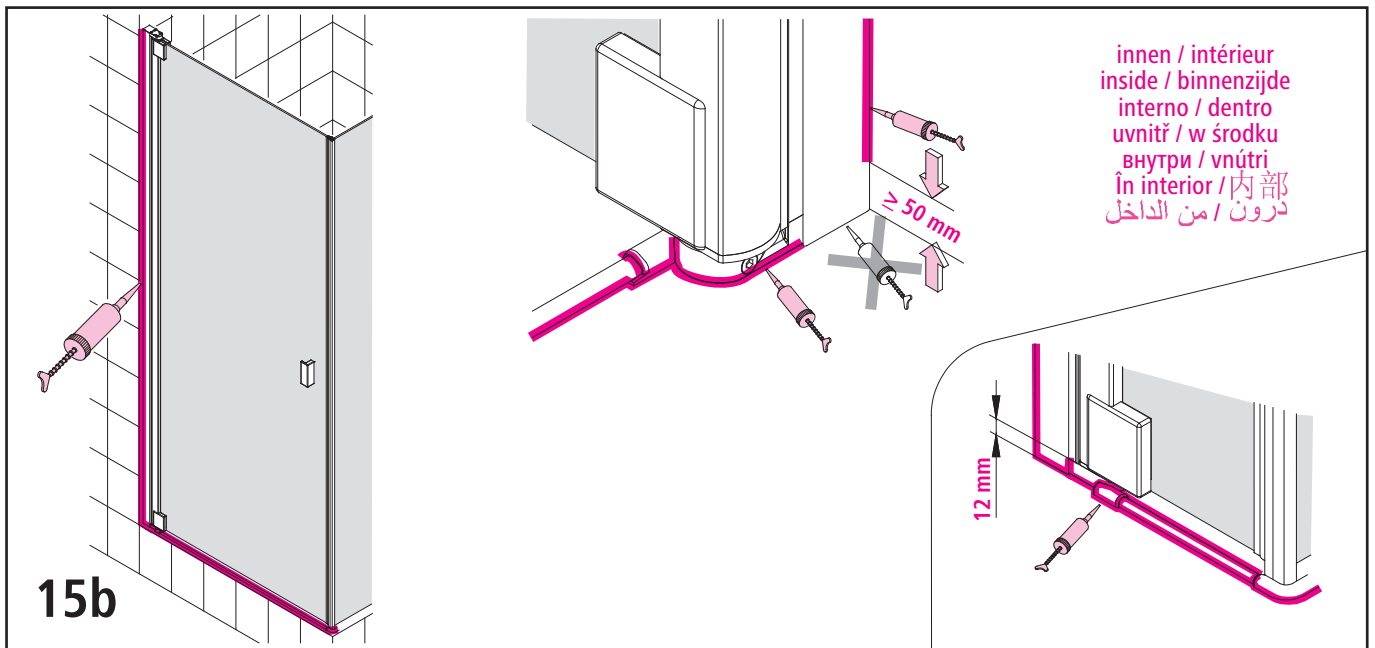 innen / intérieur
inside / binnenzijde
interno / dentro
uvnitř / w środku
внутри / vnútri
În interior / 内部
درون / من الداخل
≥ 50 mm
12 mm
15b